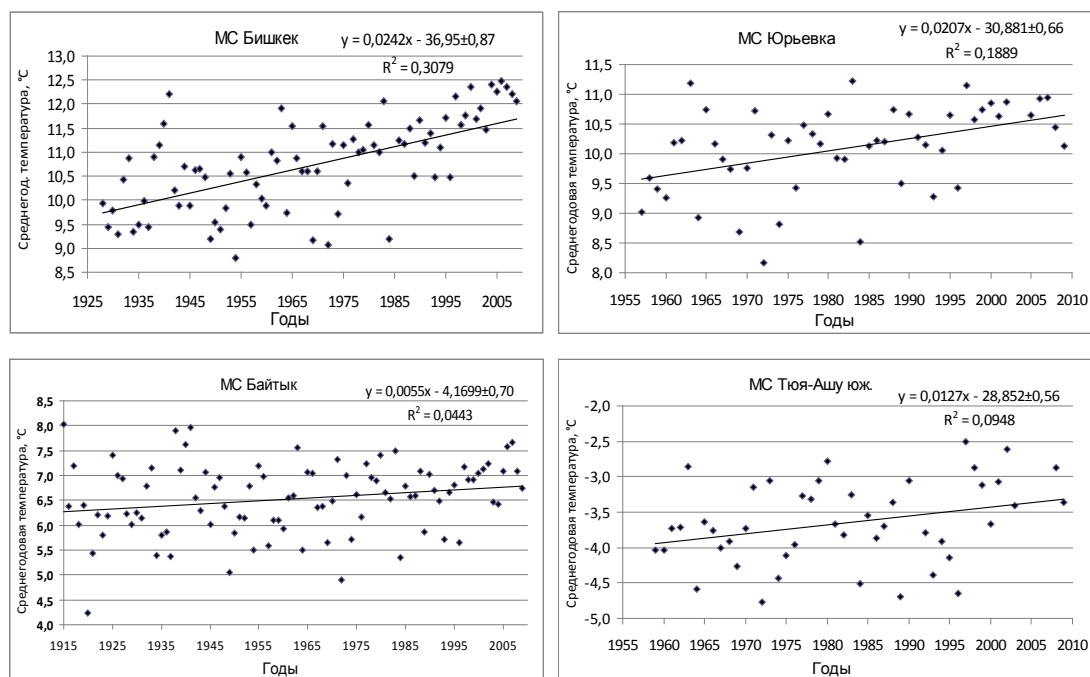 МС Бишкек
y = 0,0242x - 36,95±0,87
R² = 0,3079
Среднегод. температура, °С
13,0
12,5
12,0
11,5
11,0
10,5
10,0
9,5
9,0
8,5
1925 1935 1945 1955 1965 1975 1985 1995 2005
Годы
МС Юрьевка
y = 0,0207x - 30,881±0,66
R² = 0,1889
Среднегодовая температура, °С
11,5
11,0
10,5
10,0
9,5
9,0
8,5
8,0
1955 1960 1965 1970 1975 1980 1985 1990 1995 2000 2005 2010
Годы
МС Байтык
y = 0,0055x - 4,1699±0,70
R² = 0,0443
Среднегодовая температура, °С
8,5
8,0
7,5
7,0
6,5
6,0
5,5
5,0
4,5
4,0
1915 1925 1935 1945 1955 1965 1975 1985 1995 2005
Годы
МС Тюя-Ашу юж.
y = 0,0127x - 28,852±0,56
R² = 0,0948
Среднегодовая температура, °С
-2,0
-2,5
-3,0
-3,5
-4,0
-4,5
-5,0
1955 1960 1965 1970 1975 1980 1985 1990 1995 2000 2005 2010
Годы